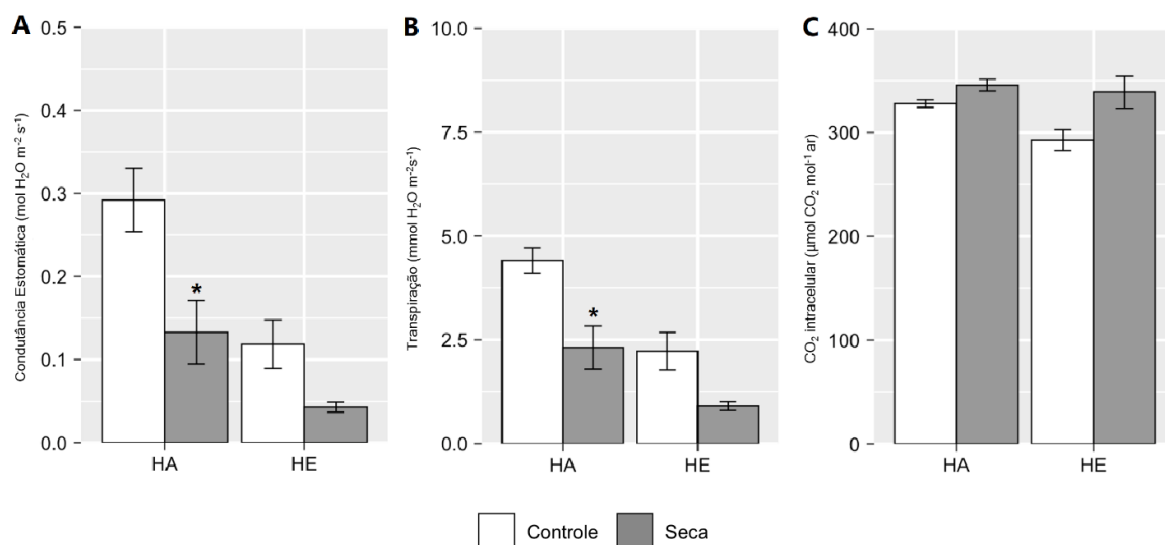 A
Condutância Estomática (mol H₂O m⁻² s⁻¹)
0.5
0.4
0.3
0.2
0.1
0.0
*
HA
HE
B
Transpiração (mmol H₂O m⁻²s⁻¹)
10.0
7.5
5.0
2.5
0.0
*
HA
HE
C
CO₂ intracelular (µmol CO₂ mol⁻¹ ar)
400
300
200
100
0
HA
HE
Controle
Seca